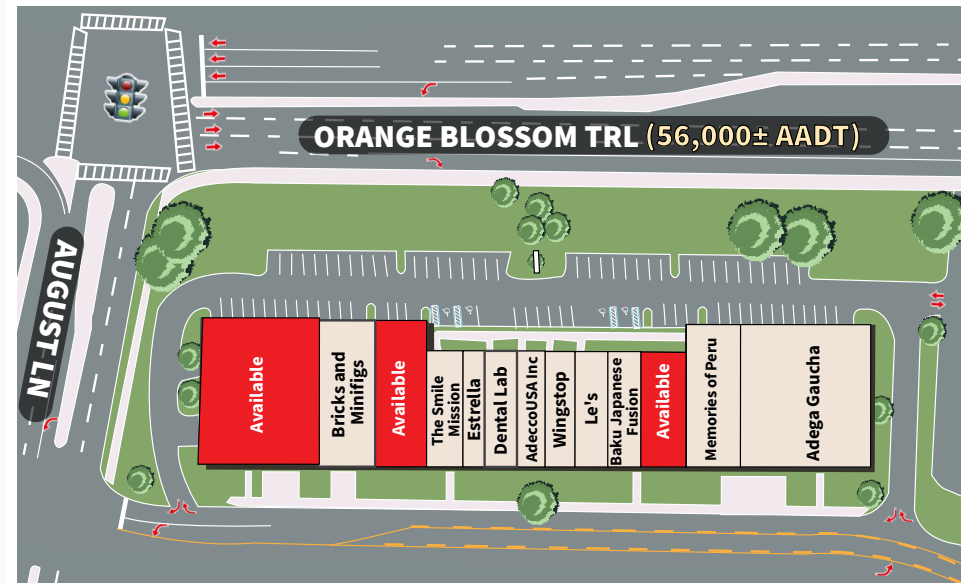 ORANGE BLOSSOM TRL (56,000± AADT)
AUGUST LN
Available
Bricks and
Minifigs
Available
The Smile
Mission
Estrella
Dental Lab
AdeccoUSA Inc
Wingstop
Le's
Baku Japanese
Fusion
Available
Memories of Peru
Adega Gaucha